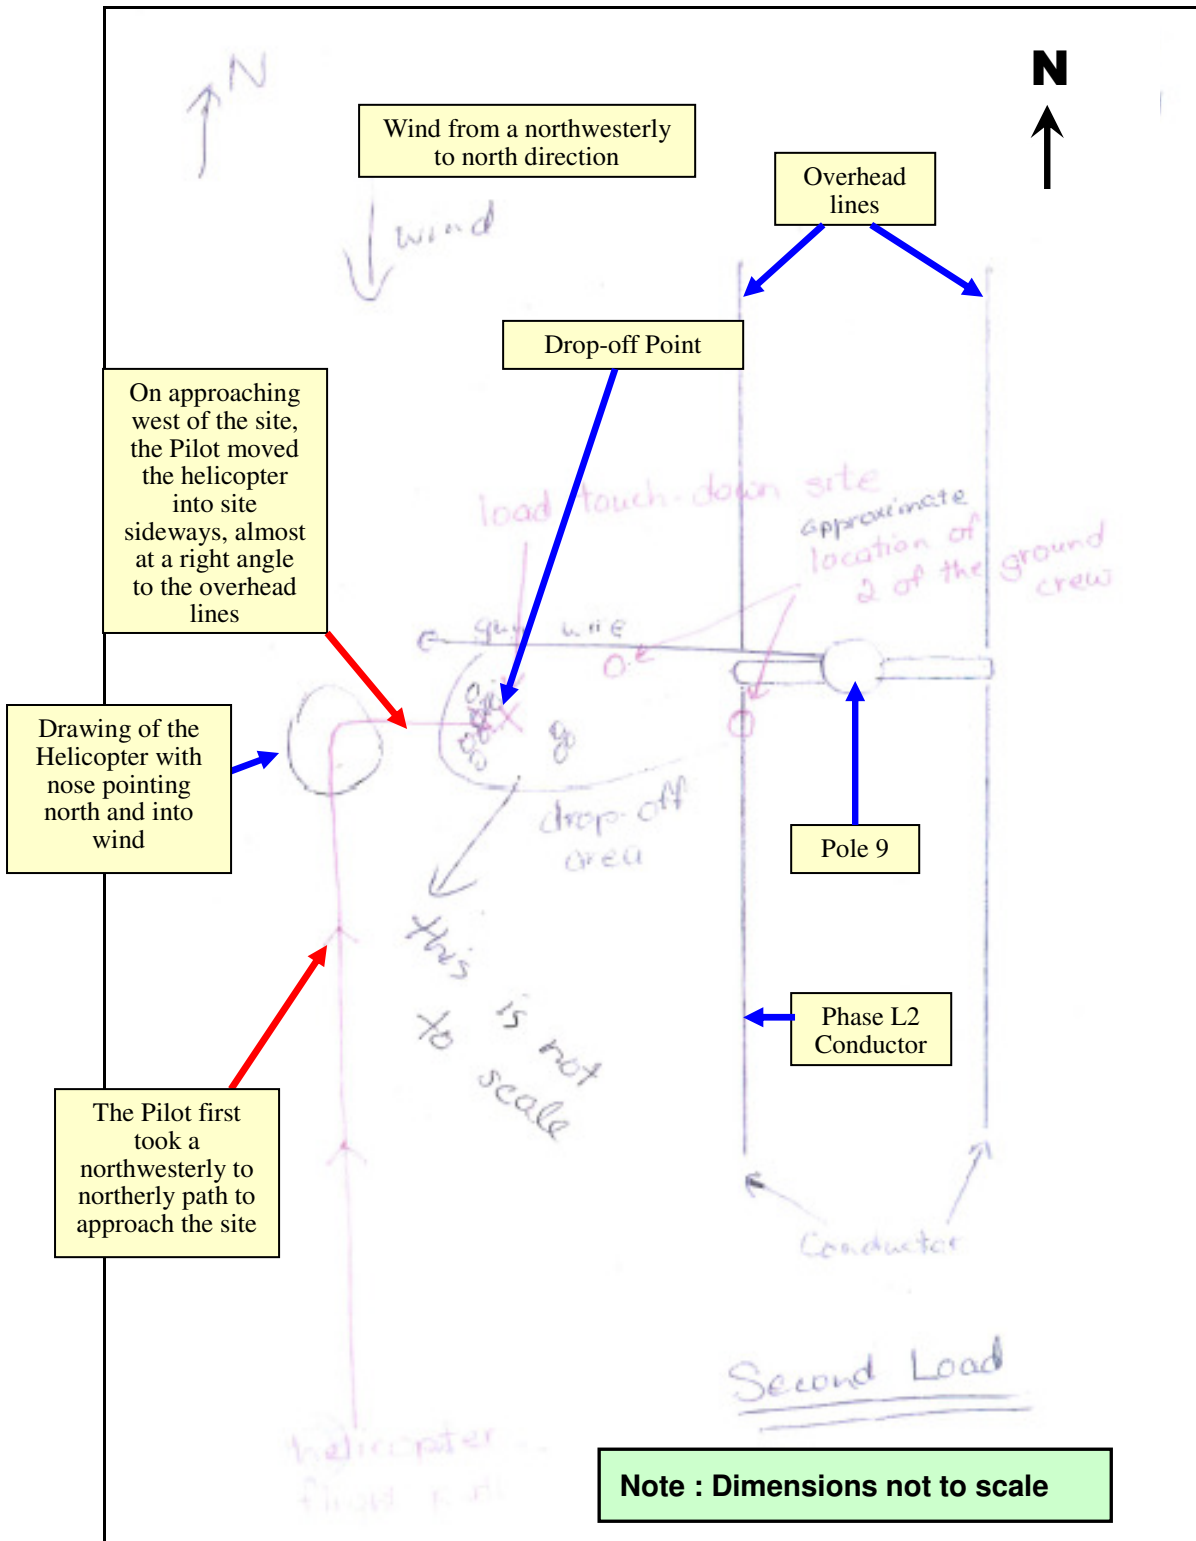 N
N
Wind from a northwesterly
to north direction
Overhead
lines
wind
Drop-off Point
On approaching
west of the site,
the Pilot moved
the helicopter
into site
sideways, almost
at a right angle
to the overhead
lines
load touch-down site
approximate
location of
2 of the ground
crew
guy wire
Drawing of the
Helicopter with
nose pointing
north and into
wind
drop-off
area
Pole 9
this is not
to scale
Phase L2
Conductor
The Pilot first
took a
northwesterly to
northerly path to
approach the site
Conductor
Second Load
helicopter
flight
Note : Dimensions not to scale